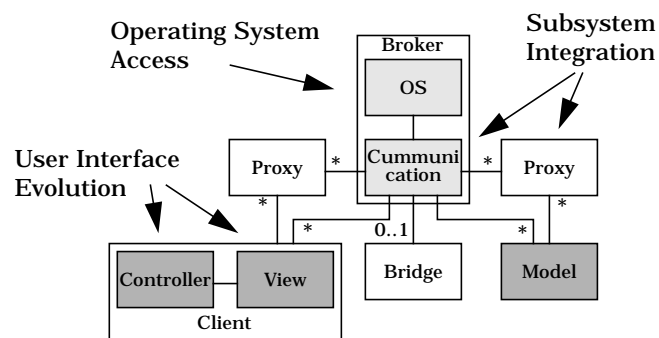 Operating System
Access
Broker
Subsystem
Integration
OS
User Interface
Evolution
Proxy
*
Cummuni
cation
*
Proxy
*
*
0..1
*
*
Controller
View
Bridge
Model
Client